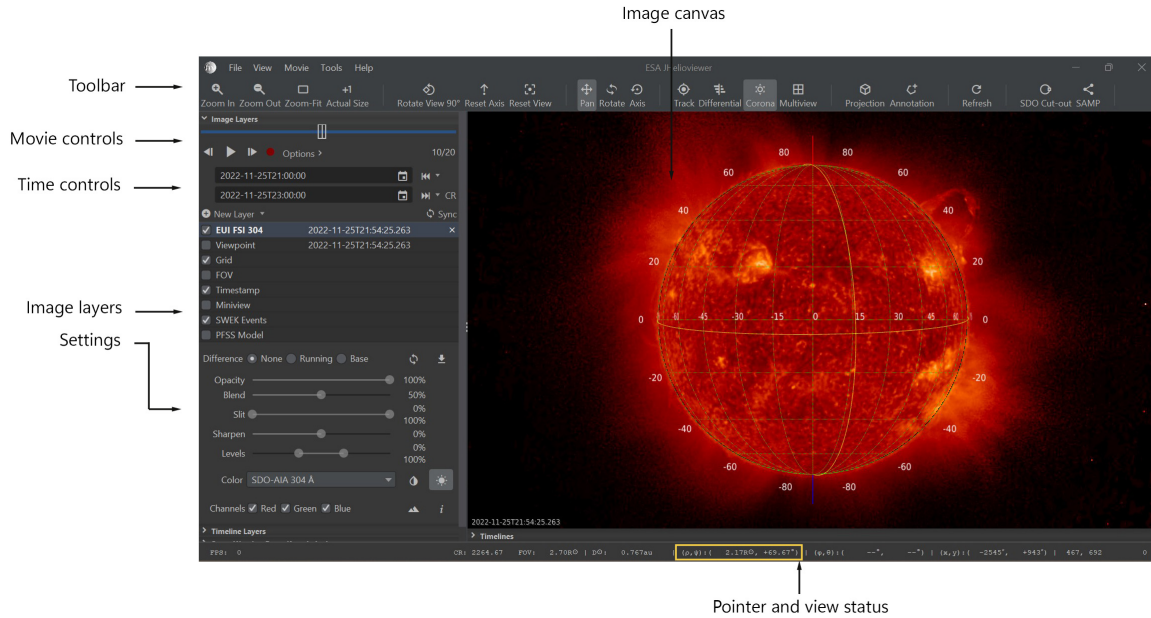 Image canvas
Toolbar
Movie controls
Time controls
Image layers
Settings
File View Movie Tools Help
ESA JHelioviewer
Zoom In Zoom Out Zoom-Fit Actual Size Rotate View 90° Reset Axis Reset View Pan Rotate Axis Track Differential Corona Multiview Projection Annotation Refresh SDO Cut-out SAMP
+1
Image Layers
Options > 10/20
2022-11-25T21:00:00
2022-11-25T23:00:00 CR
New Layer Sync
EUI FSI 304 2022-11-25T21:54:25.263 ×
Viewpoint 2022-11-25T21:54:25.263
Grid
FOV
Timestamp
Miniview
SWEK Events
PFSS Model
Difference None Running Base
Opacity 100%
Blend 50%
Slit 0%
100%
Sharpen 0%
Levels 0%
100%
Color SDO-AIA 304 Å
Channels Red Green Blue i
Timeline Layers
80 80
60 60
40 40
20 20
0 60 -45 -30 -15 0 15 30 45 60 0
-20 -20
-40 -40
-60 -60
-80 -80
2022-11-25T21:54:25.263
Timelines
FPS: 0 CR: 2264.67 FOV: 2.70R⊙ | D⊙: 0.767au | (ρ,ψ):( 2.17R⊙, +69.67°) | (φ,θ):( --°, --°) | (x,y):( -2545″, +943″) | 467, 692 0
Pointer and view status